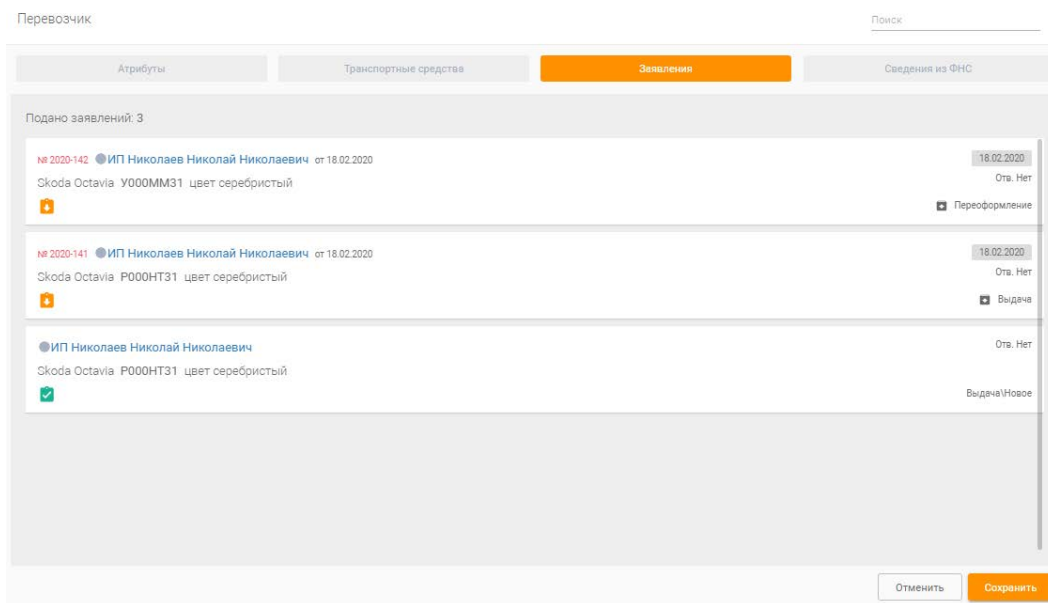 Перевозчик
Поиск
Атрибуты Транспортные средства Заявления Сведения из ФНС
Подано заявлений: 3
№ 2020-142 ИП Николаев Николай Николаевич от 18.02.2020 18.02.2020
Отв. Нет
Skoda Octavia У000ММ31 цвет серебристый
Переоформление
№ 2020-141 ИП Николаев Николай Николаевич от 18.02.2020 18.02.2020
Отв. Нет
Skoda Octavia Р000НТ31 цвет серебристый
Выдача
ИП Николаев Николай Николаевич Отв. Нет
Skoda Octavia Р000НТ31 цвет серебристый
Выдача\Новое
Отменить Сохранить